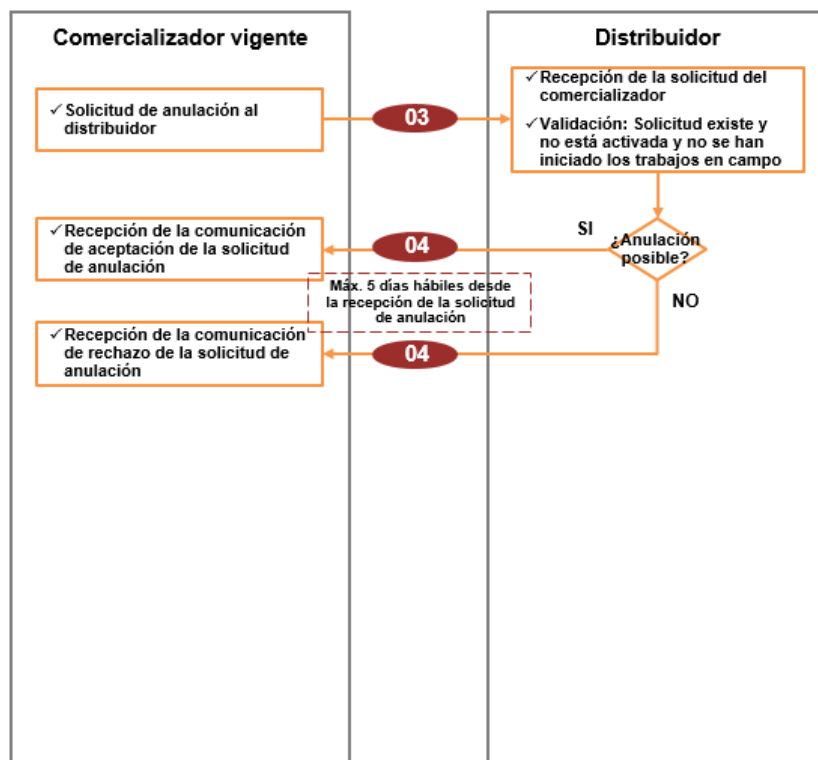 Comercializador vigente
Distribuidor
✓Solicitud de anulación al
distribuidor
03
✓Recepción de la solicitud del
comercializador
✓Validación: Solicitud existe y
no está activada y no se han
iniciado los trabajos en campo
✓Recepción de la comunicación
de aceptación de la solicitud
de anulación
04
SI
¿Anulación
posible?
Máx. 5 días hábiles desde
la recepción de la solicitud
de anulación
NO
✓Recepción de la comunicación
de rechazo de la solicitud de
anulación
04